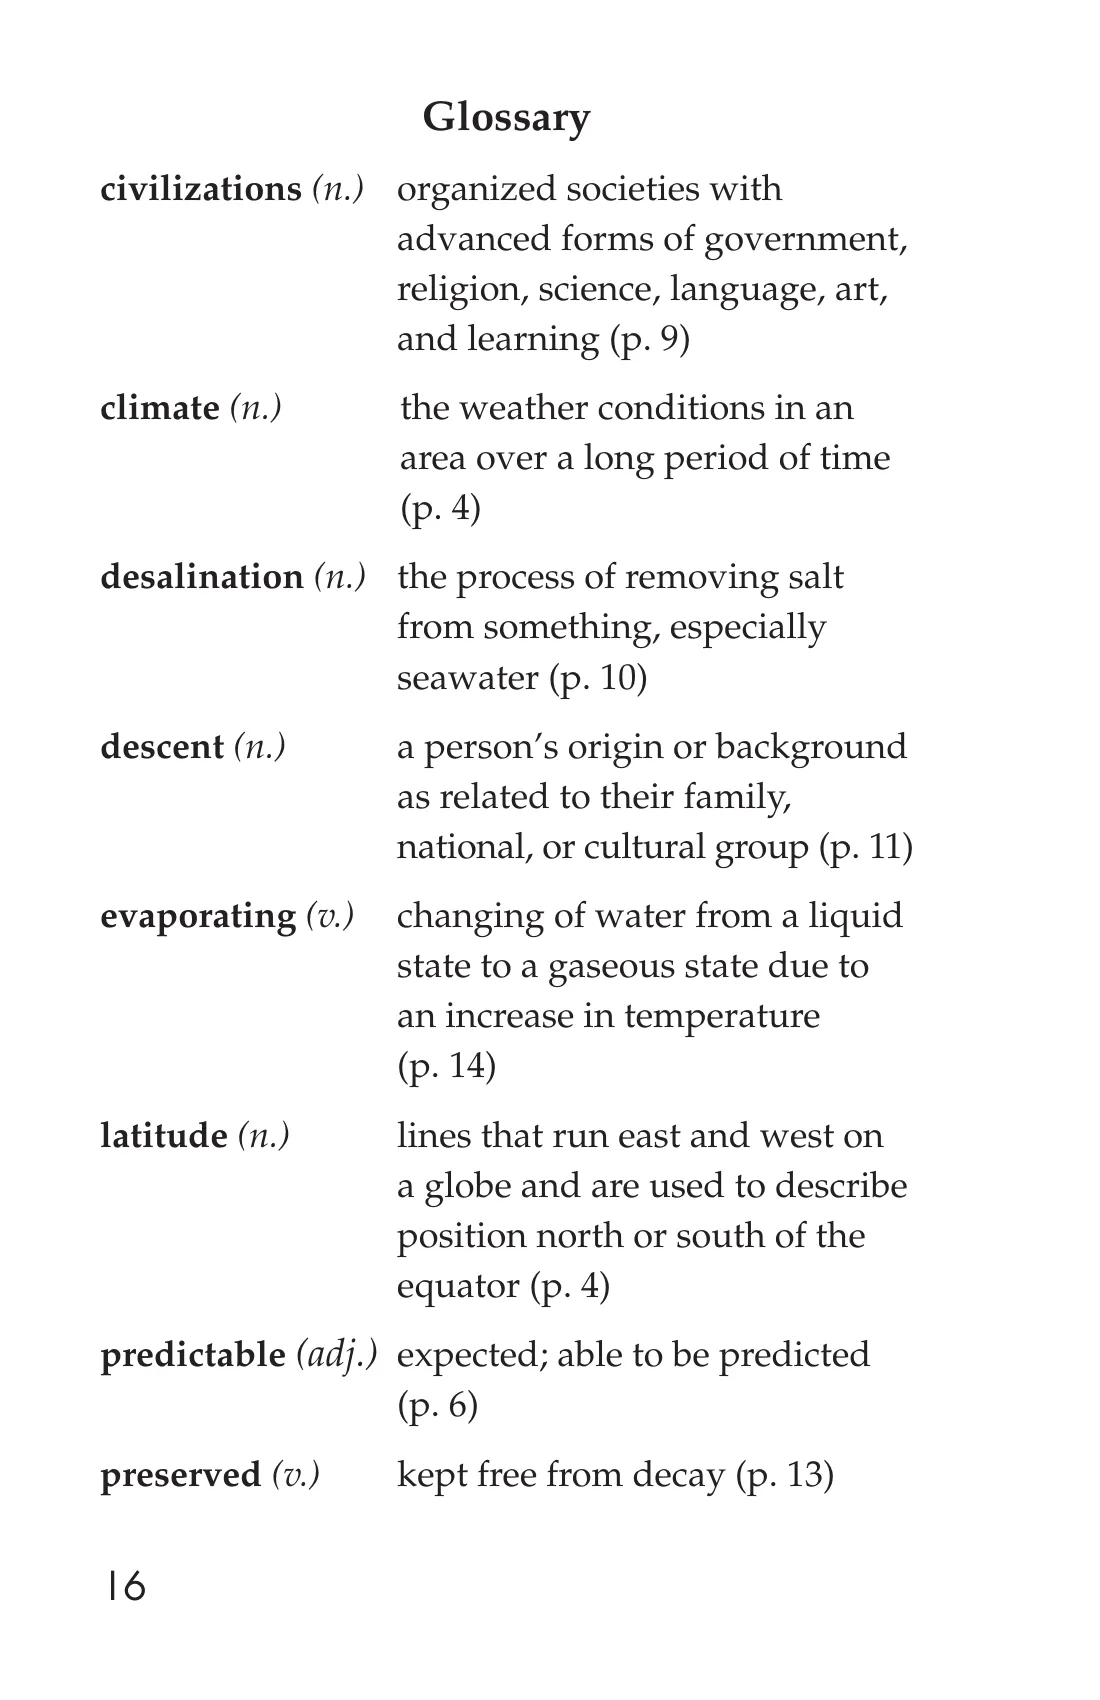 Glossary
civilizations (n.) organized societies with
advanced forms of government,
religion, science, language, art,
and learning (p. 9)
climate (n.) the weather conditions in an
area over a long period of time
(p. 4)
desalination (n.) the process of removing salt
from something, especially
seawater (p. 10)
descent (n.) a person’s origin or background
as related to their family,
national, or cultural group (p. 11)
evaporating (v.) changing of water from a liquid
state to a gaseous state due to
an increase in temperature
(p. 14)
latitude (n.) lines that run east and west on
a globe and are used to describe
position north or south of the
equator (p. 4)
predictable (adj.) expected; able to be predicted
(p. 6)
preserved (v.) kept free from decay (p. 13)
16